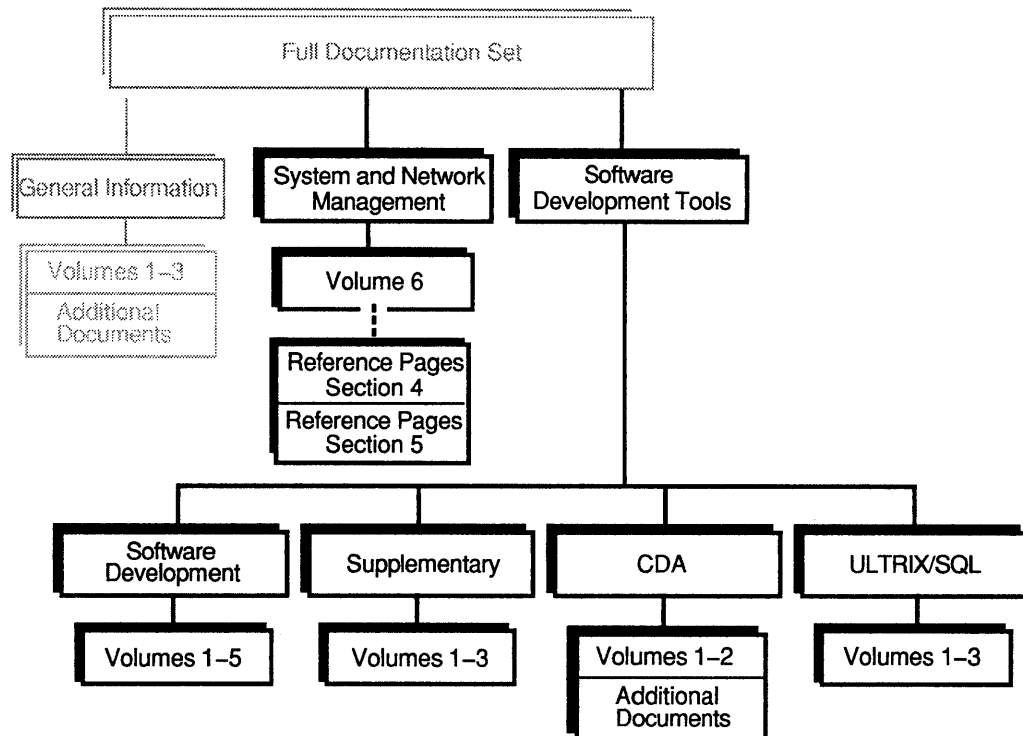 Full Documentation Set
General Information
System and Network
Management
Software
Development Tools
Volumes 1–3
Additional
Documents
Volume 6
Reference Pages
Section 4
Reference Pages
Section 5
Software
Development
Supplementary
CDA
ULTRIX/SQL
Volumes 1–5
Volumes 1–3
Volumes 1–2
Additional
Documents
Volumes 1–3